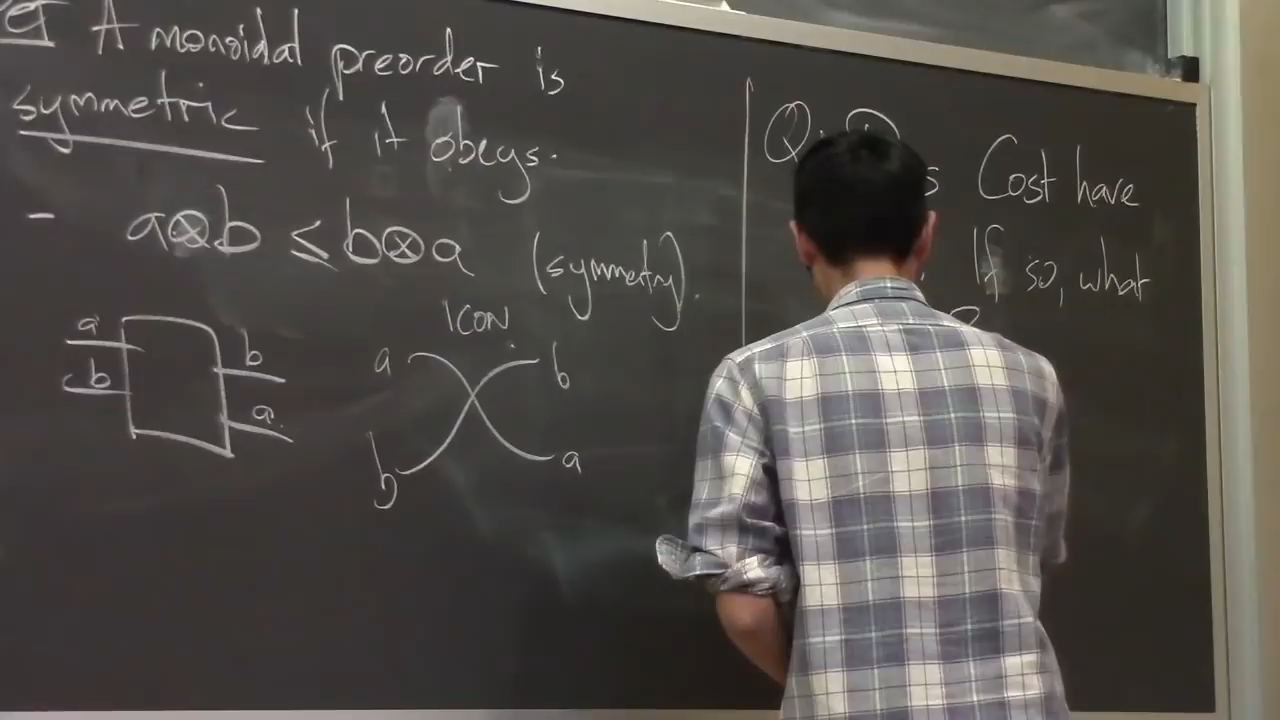 A monoidal preorder is
symmetric if it obeys.
- a⊗b ≤ b⊗a (symmetry).
a
b
b
a.
ICON.
a
b
b
a
Q:
Cost have
If so, what